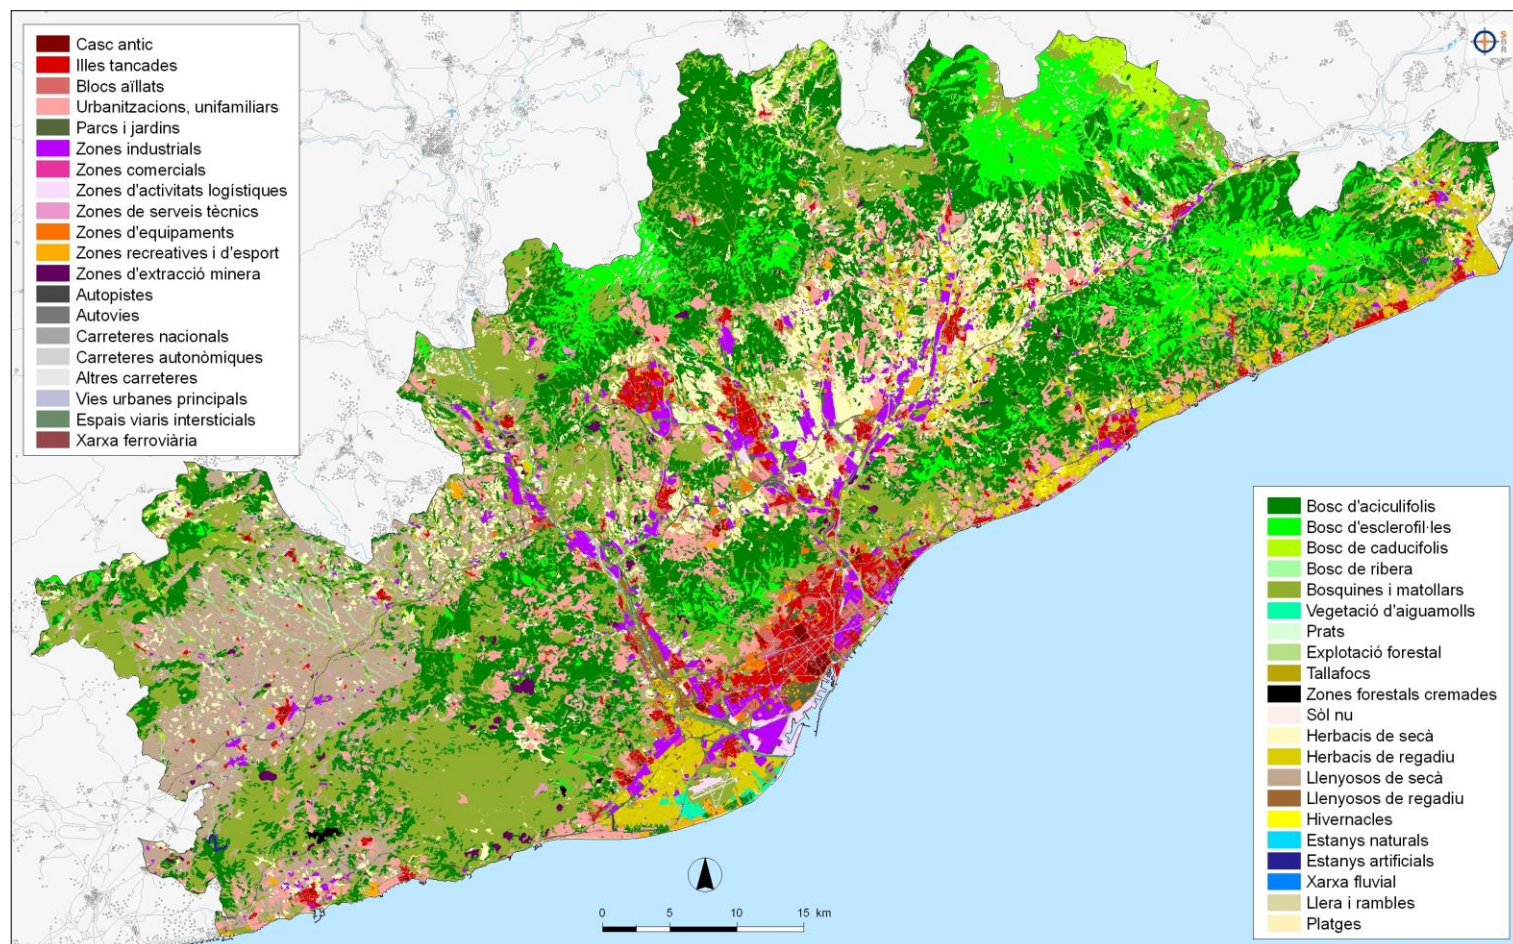 Casc antic
Illes tancades
Blocs aïllats
Urbanitzacions, unifamiliars
Parcs i jardins
Zones industrials
Zones comercials
Zones d'activitats logístiques
Zones de serveis tècnics
Zones d'equipaments
Zones recreatives i d'esport
Zones d'extracció minera
Autopistes
Autovies
Carreteres nacionals
Carreteres autonòmiques
Altres carreteres
Vies urbanes principals
Espais viaris intersticials
Xarxa ferroviària
S
B
R
Bosc d'aciculifolis
Bosc d'esclerofil·les
Bosc de caducifolis
Bosc de ribera
Bosquines i matollars
Vegetació d'aiguamolls
Prats
Explotació forestal
Tallafocs
Zones forestals cremades
Sòl nu
Herbacis de secà
Herbacis de regadiu
Llenyosos de secà
Llenyosos de regadiu
Hivernacles
Estanys naturals
Estanys artificials
Xarxa fluvial
Llera i rambles
Platges
0 5 10 15 km